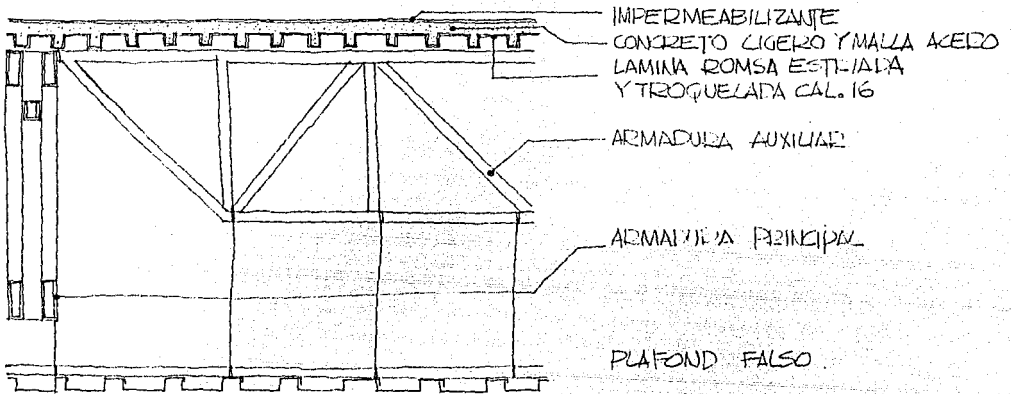 IMPERMEABILIZANTE
CONCRETO LIGERO Y MALLA ACERO
LAMINA ROMSA ESTRIADA
Y TROQUELADA CAL. 16
ARMADURA AUXILIAR
ARMADURA PRINCIPAL
PLAFOND FALSO.